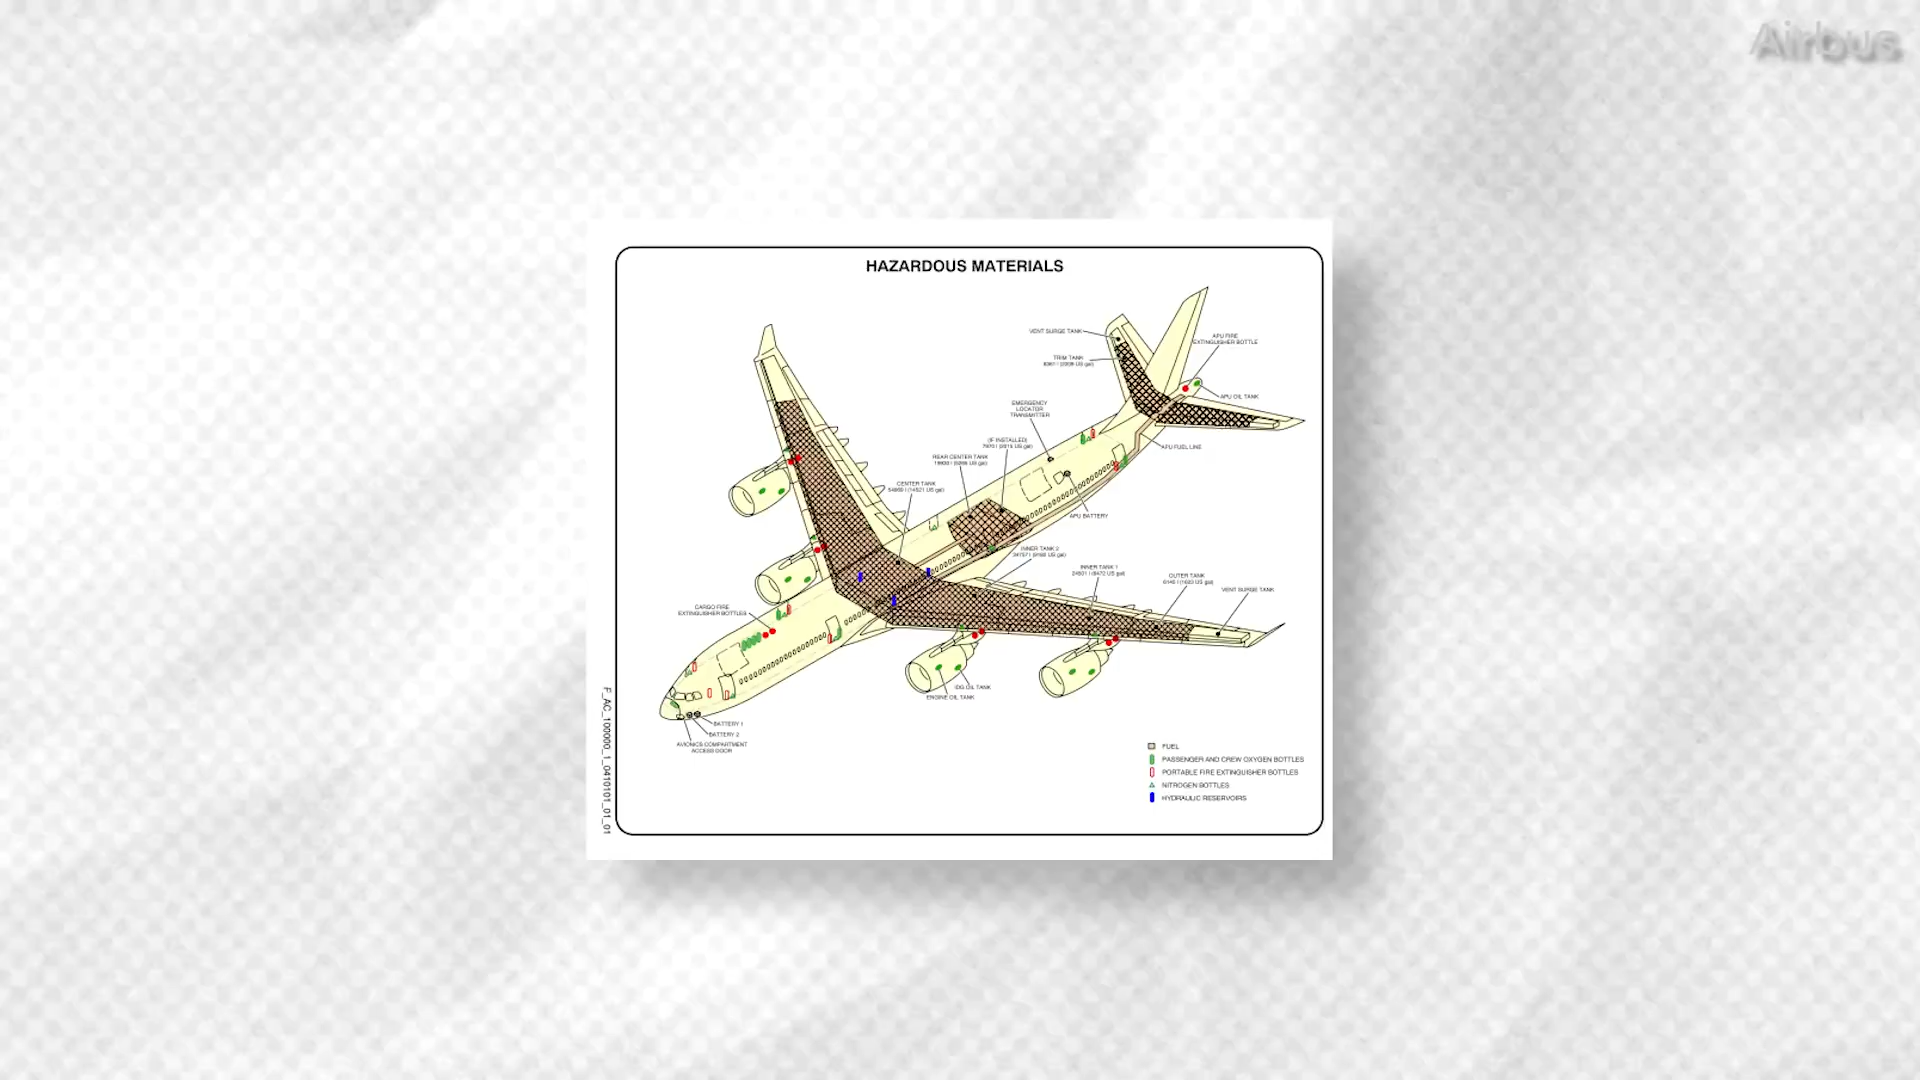 Airbus
HAZARDOUS MATERIALS
VENT SURGE TANK
APU FIRE
EXTINGUISHER BOTTLE
TRIM TANK
APU OIL TANK
EMERGENCY
LOCATOR
TRANSMITTER
(IF INSTALLED)
APU FUEL LINE
REAR CENTER TANK
CENTER TANK
APU BATTERY
INNER TANK 2
INNER TANK 1
OUTER TANK
VENT SURGE TANK
CARGO FIRE
EXTINGUISHER BOTTLES
IDG OIL TANK
ENGINE OIL TANK
BATTERY 1
BATTERY 2
AVIONICS COMPARTMENT
ACCESS DOOR
FUEL
PASSENGER AND CREW OXYGEN BOTTLES
PORTABLE FIRE EXTINGUISHER BOTTLES
NITROGEN BOTTLES
HYDRAULIC RESERVOIRS
F_AC_100000_1_0410101_01_01